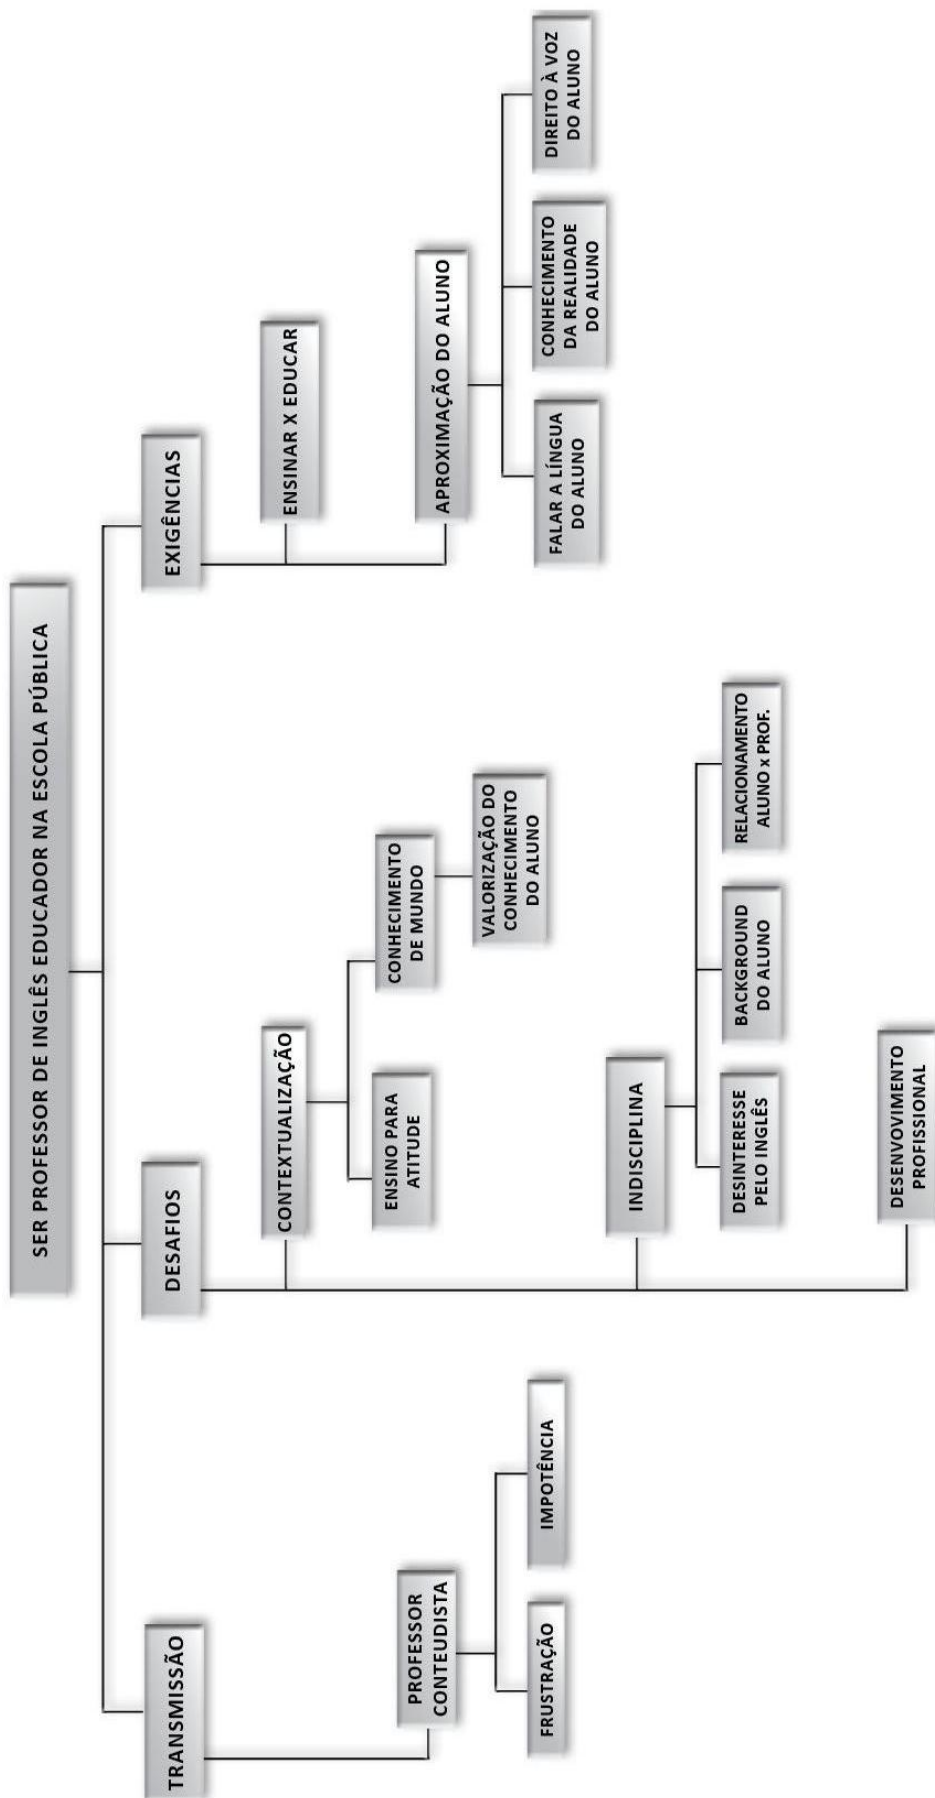 SER PROFESSOR DE INGLÊS EDUCADOR NA ESCOLA PÚBLICA
TRANSMISSÃO
PROFESSOR
CONTEUDISTA
FRUSTRAÇÃO
IMPOTÊNCIA
DESAFIOS
CONTEXTUALIZAÇÃO
ENSINO PARA
ATITUDE
CONHECIMENTO
DE MUNDO
VALORIZAÇÃO DO
CONHECIMENTO
DO ALUNO
INDISCIPLINA
DESINTERESSE
PELO INGLÊS
BACKGROUND
DO ALUNO
RELACIONAMENTO
ALUNO x PROF.
DESENVOVIMENTO
PROFISSIONAL
EXIGÊNCIAS
ENSINAR X EDUCAR
APROXIMAÇÃO DO ALUNO
FALAR A LÍNGUA
DO ALUNO
CONHECIMENTO
DA REALIDADE
DO ALUNO
DIREITO À VOZ
DO ALUNO